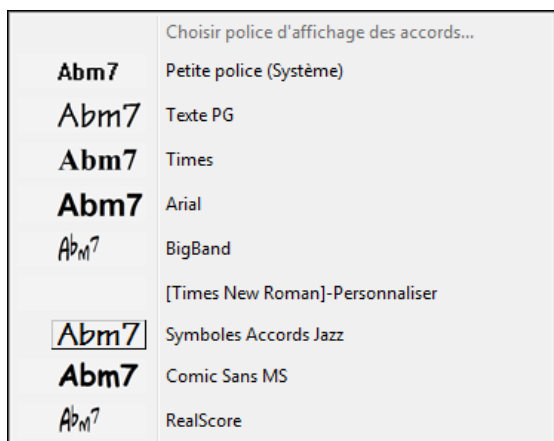 Choisir police d'affichage des accords...
Abm7 Petite police (Système)
Abm7 Texte PG
Abm7 Times
Abm7 Arial
Abm7 BigBand
[Times New Roman]-Personnaliser
Abm7 Symboles Accords Jazz
Abm7 Comic Sans MS
Abm7 RealScore